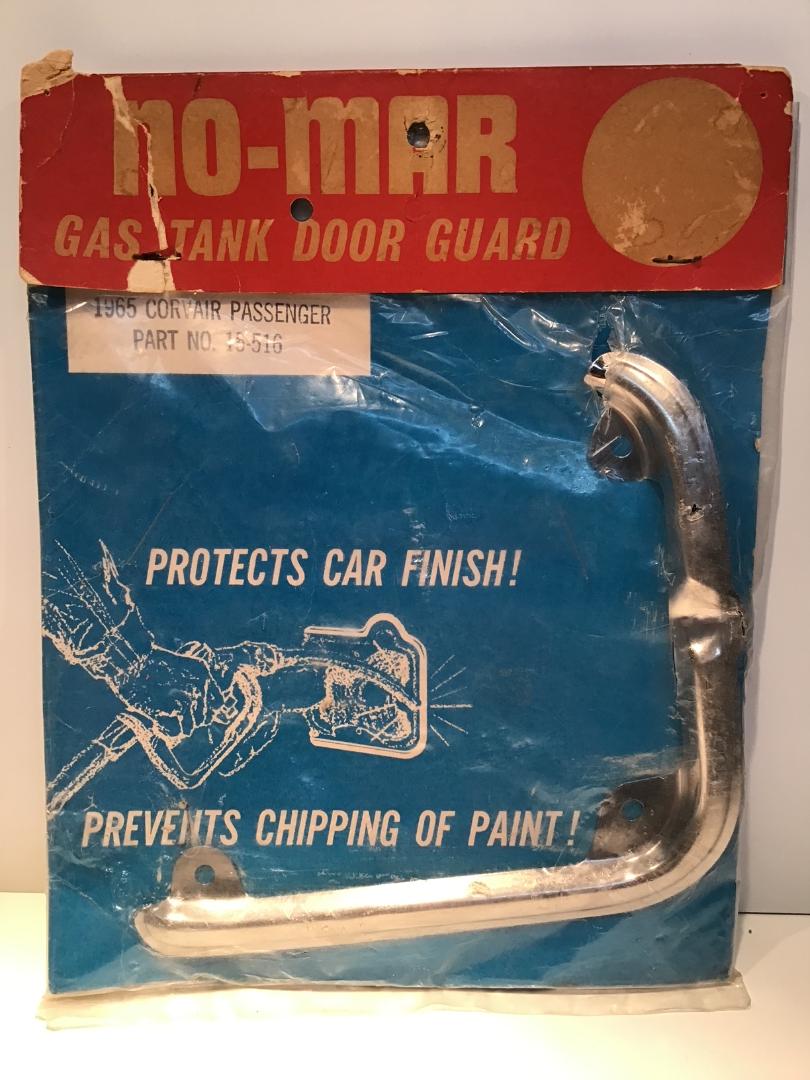 no-mAR
GAS TANK DOOR GUARD
1965 CORVAIR PASSENGER
PART NO. 15-516
PROTECTS CAR FINISH!
PREVENTS CHIPPING OF PAINT!